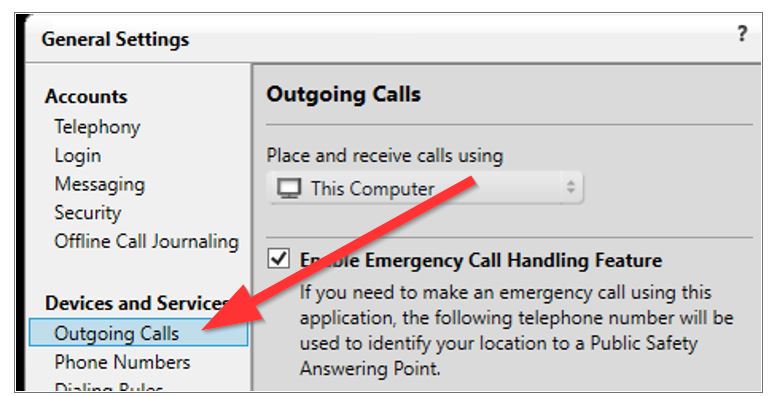 General Settings
?
Accounts
Telephony
Login
Messaging
Security
Offline Call Journaling
Devices and Services
Outgoing Calls
Phone Numbers
Dialing Rules
Outgoing Calls
Place and receive calls using
This Computer
Enable Emergency Call Handling Feature
If you need to make an emergency call using this
application, the following telephone number will be
used to identify your location to a Public Safety
Answering Point.